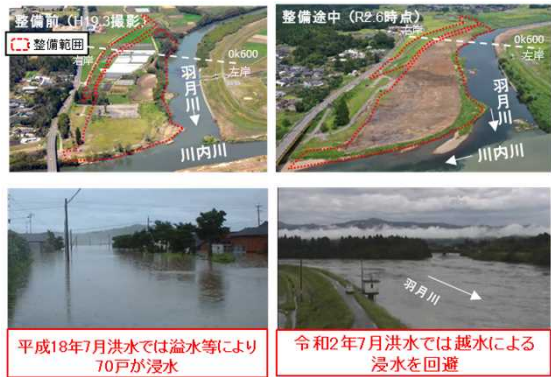 整備前（H19.3撮影）
整備範囲
右岸
0k600
左岸
羽月川
川内川
整備途中（R2.6時点）
右岸
0k600
左岸
羽月川
川内川
羽月川
平成18年7月洪水では溢水等により
70戸が浸水
令和2年7月洪水では越水による
浸水を回避